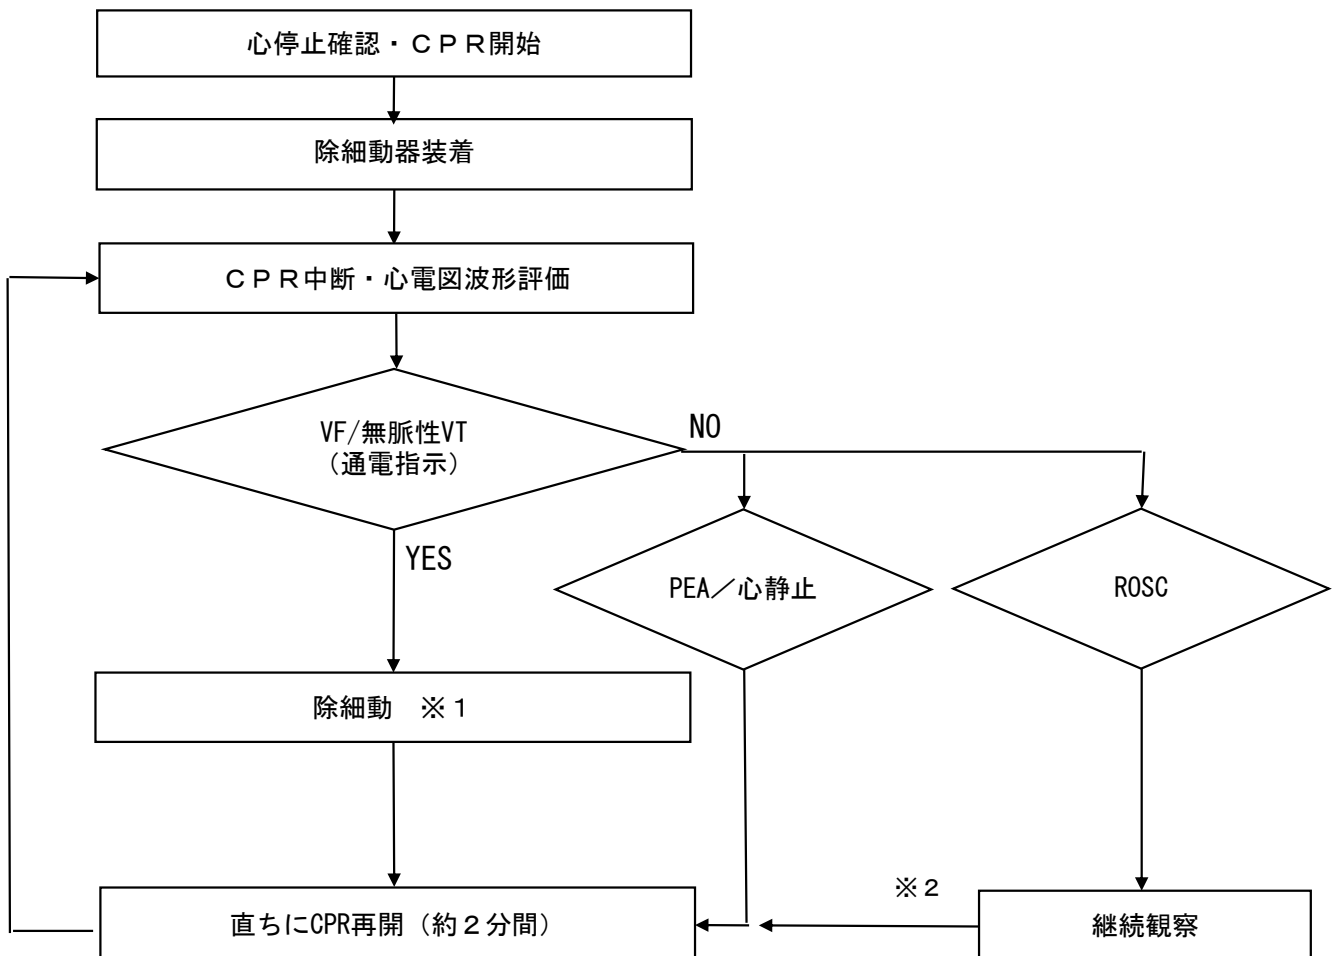 心停止確認・ＣＰＲ開始
除細動器装着
ＣＰＲ中断・心電図波形評価
VF/無脈性VT
（通電指示）
NO
YES
PEA／心静止
ROSC
除細動　※１
※２
直ちにCPR再開（約２分間）
継続観察